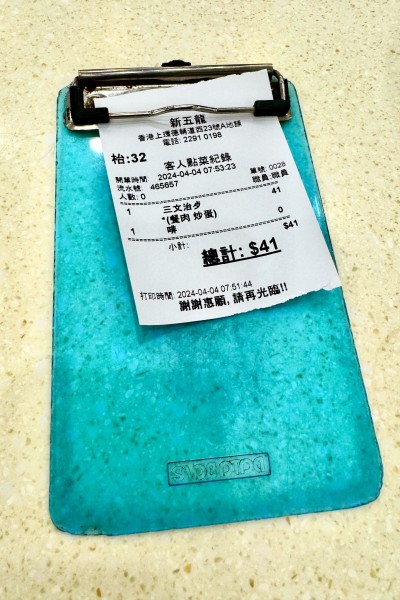 新五龍
香港上環德輔道西23號A地舖
電話: 2291 0198
枱:32 客人點菜紀錄
開單時間: 2024-04-04 07:53:23 單號 0028
流水號: 465657 職員:職員
人數: 0
1 三文治夕 41
*(餐肉 炒蛋)
1 啡 0
小計: $41
總計: $41
打印時間: 2024-04-04 07:51:44
謝謝惠顧, 請再光臨!!